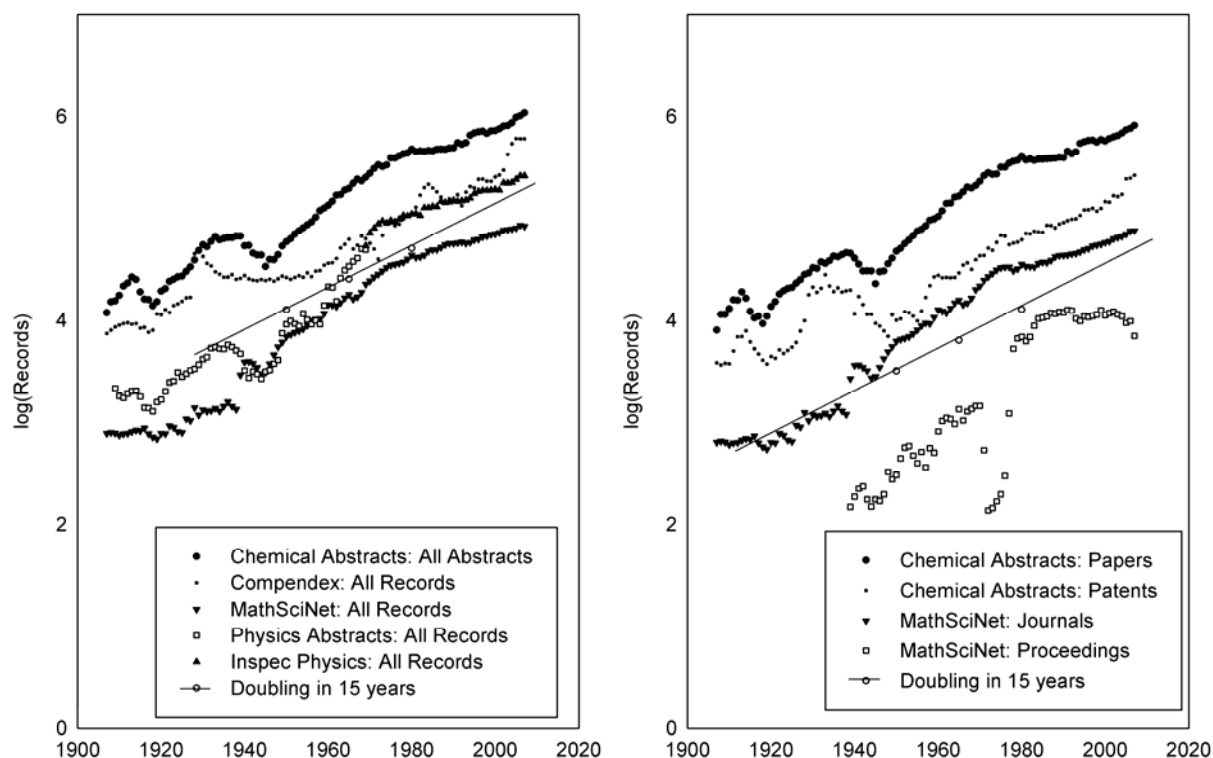 log(Records)
6
4
2
0
Chemical Abstracts: All Abstracts
Compendex: All Records
MathSciNet: All Records
Physics Abstracts: All Records
Inspec Physics: All Records
Doubling in 15 years
1900 1920 1940 1960 1980 2000 2020
log(Records)
6
4
2
0
Chemical Abstracts: Papers
Chemical Abstracts: Patents
MathSciNet: Journals
MathSciNet: Proceedings
Doubling in 15 years
1900 1920 1940 1960 1980 2000 2020